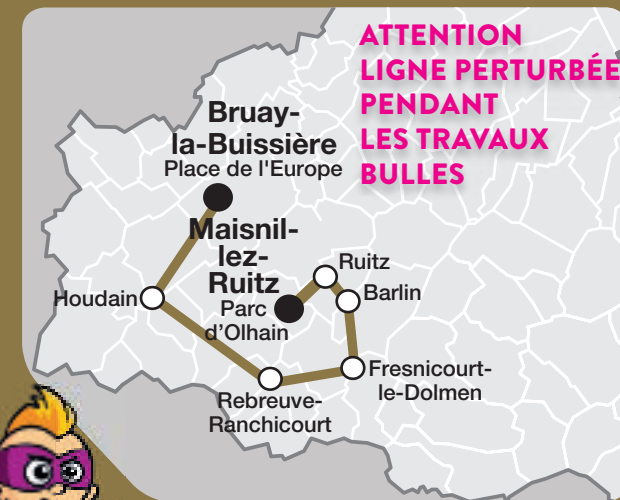 ATTENTION
LIGNE PERTURBÉE
PENDANT
LES TRAVAUX
BULLES
Bruay-
la-Buissière
Place de l'Europe
Maisnil-
lez-
Ruitz
Parc
d'Olhain
Ruitz
Barlin
Houdain
Fresnicourt-
le-Dolmen
Rebreuve-
Ranchicourt